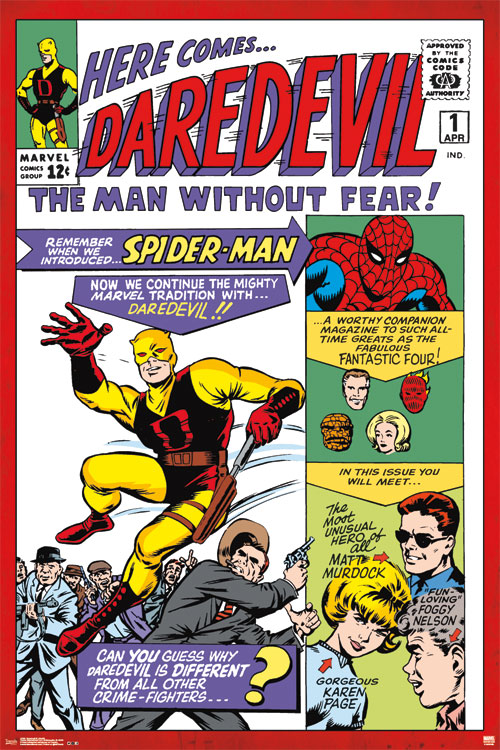 HERE COMES...
DAREDEVIL
THE MAN WITHOUT FEAR!
D
MARVEL
COMICS
GROUP
12¢
APPROVED
BY THE
COMICS
CODE
AUTHORITY
1
APR
IND.
REMEMBER
WHEN WE
INTRODUCED...
SPIDER-MAN
NOW WE CONTINUE THE MIGHTY
MARVEL TRADITION WITH...
DAREDEVIL!!
D
...A WORTHY COMPANION
MAGAZINE TO SUCH ALL-
TIME GREATS AS THE
FABULOUS
FANTASTIC FOUR!
IN THIS ISSUE YOU
WILL MEET...
The
Most
UNUSUAL
HERO of
all
MATT
MURDOCK
"FUN-
LOVING"
FOGGY
NELSON
GORGEOUS
KAREN
PAGE
CAN YOU GUESS WHY
DAREDEVIL IS DIFFERENT
FROM ALL OTHER
CRIME-FIGHTERS...
?